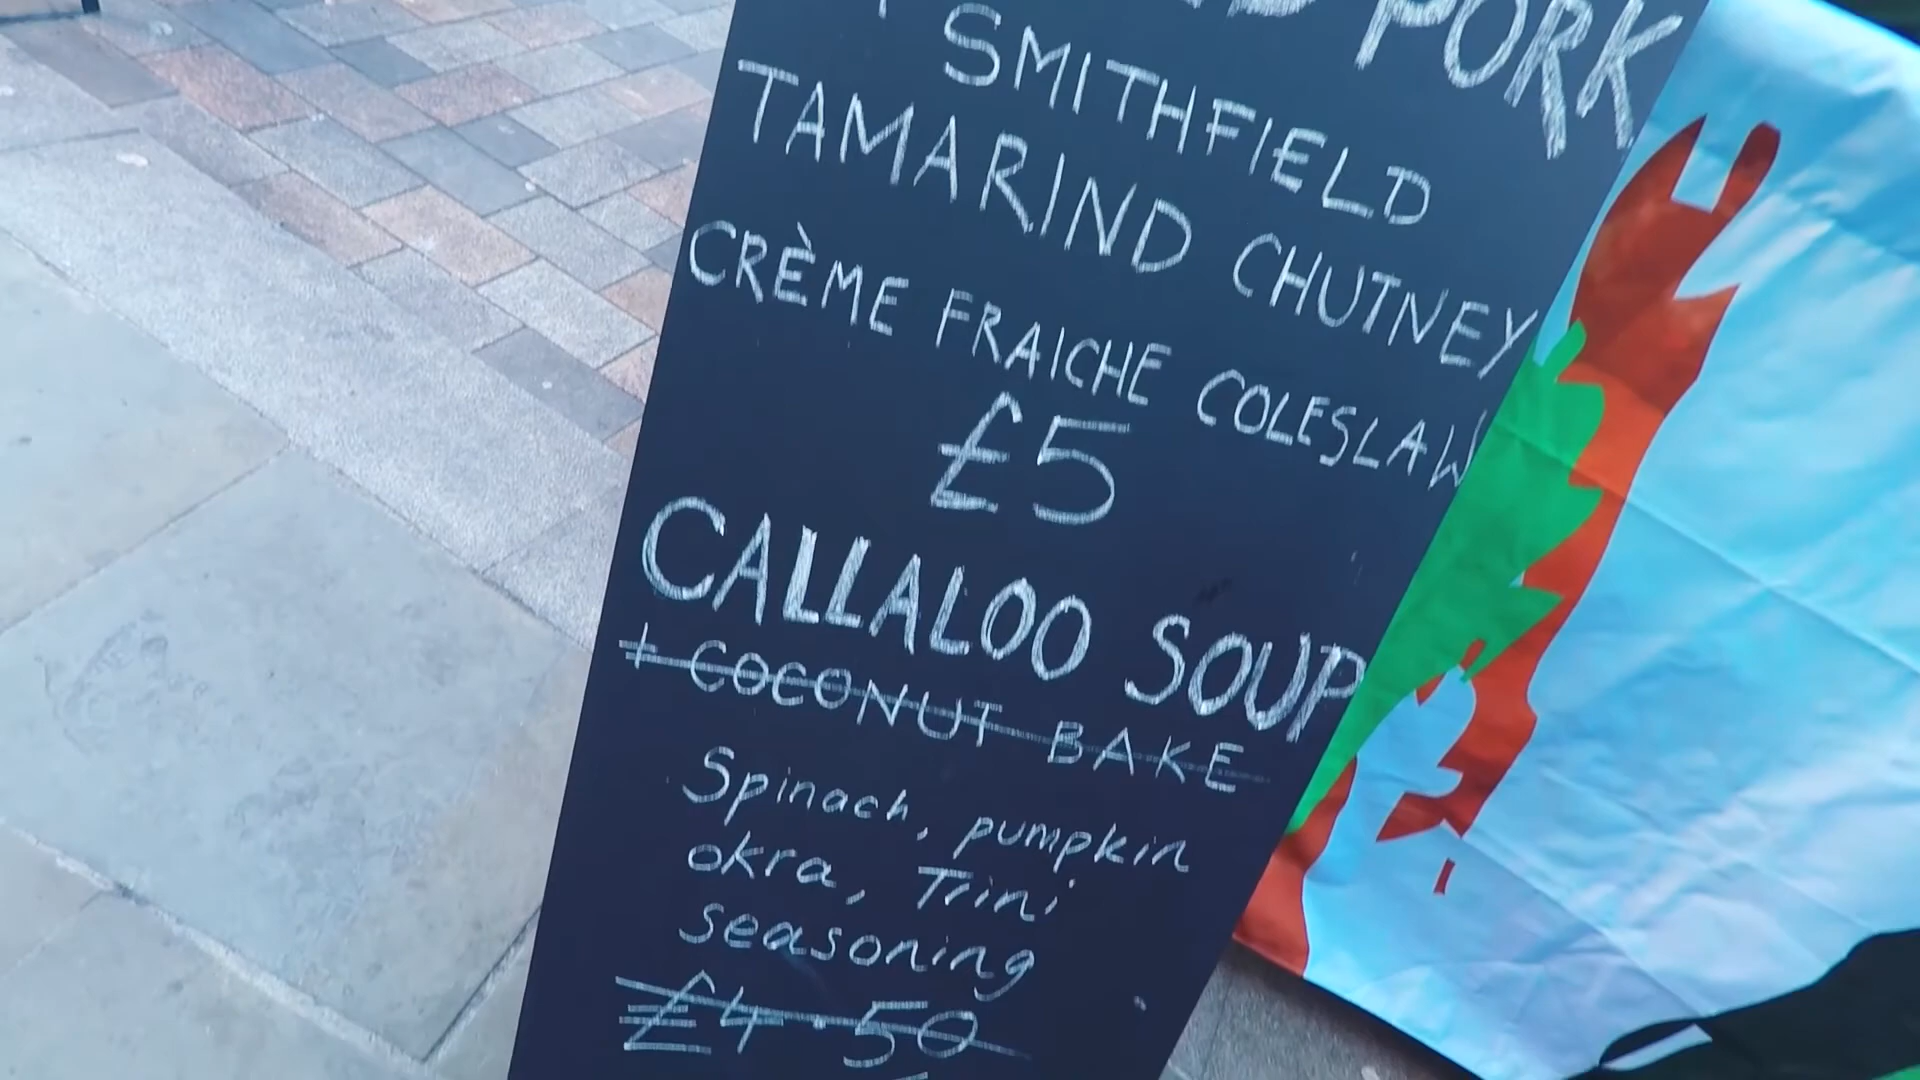 PORK
SMITHFIELD
TAMARIND CHUTNEY
CRÈME FRAICHE COLESLAW
£5
CALLALOO SOUP
+ COCONUT BAKE
Spinach, pumpkin
okra, Trini
seasoning
£4.50